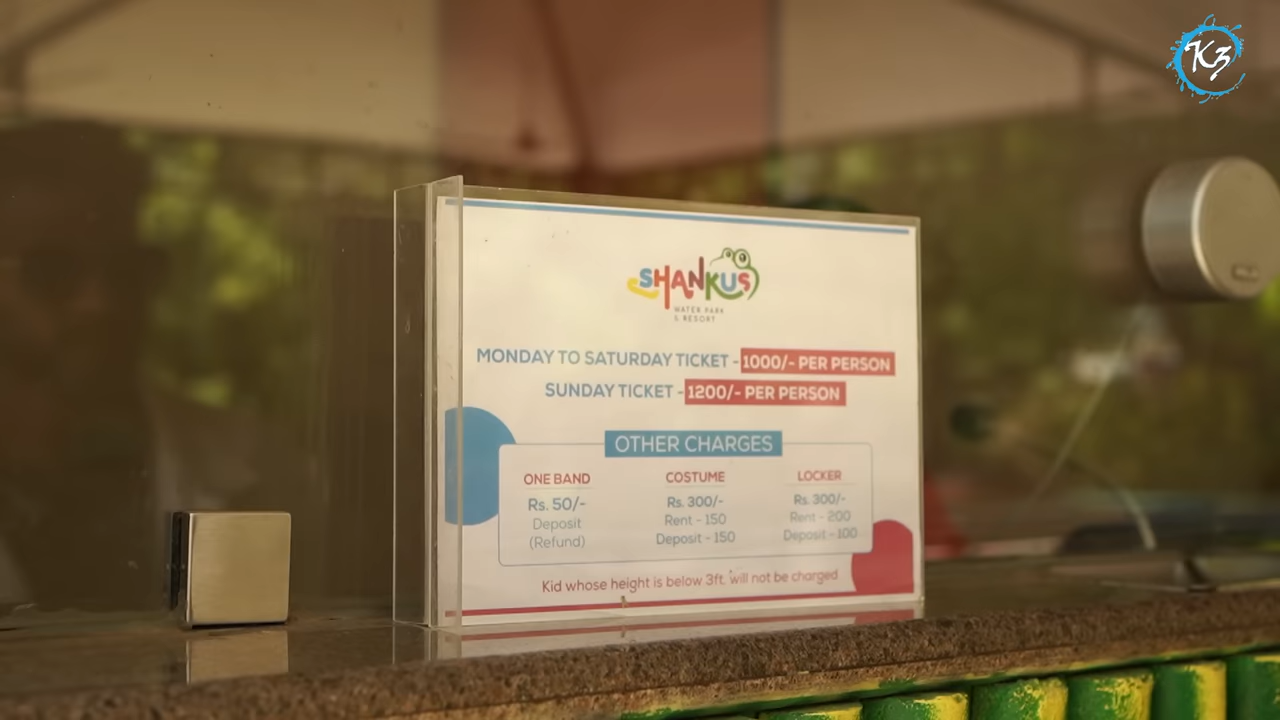 K3
SHANKUS
WATER PARK
& RESORT
MONDAY TO SATURDAY TICKET - 1000/- PER PERSON
SUNDAY TICKET - 1200/- PER PERSON
OTHER CHARGES
ONE BAND
Rs. 50/-
Deposit
(Refund)
COSTUME
Rs. 300/-
Rent - 150
Deposit - 150
LOCKER
Rs. 300/-
Rent - 200
Deposit - 100
Kid whose height is below 3ft. will not be charged